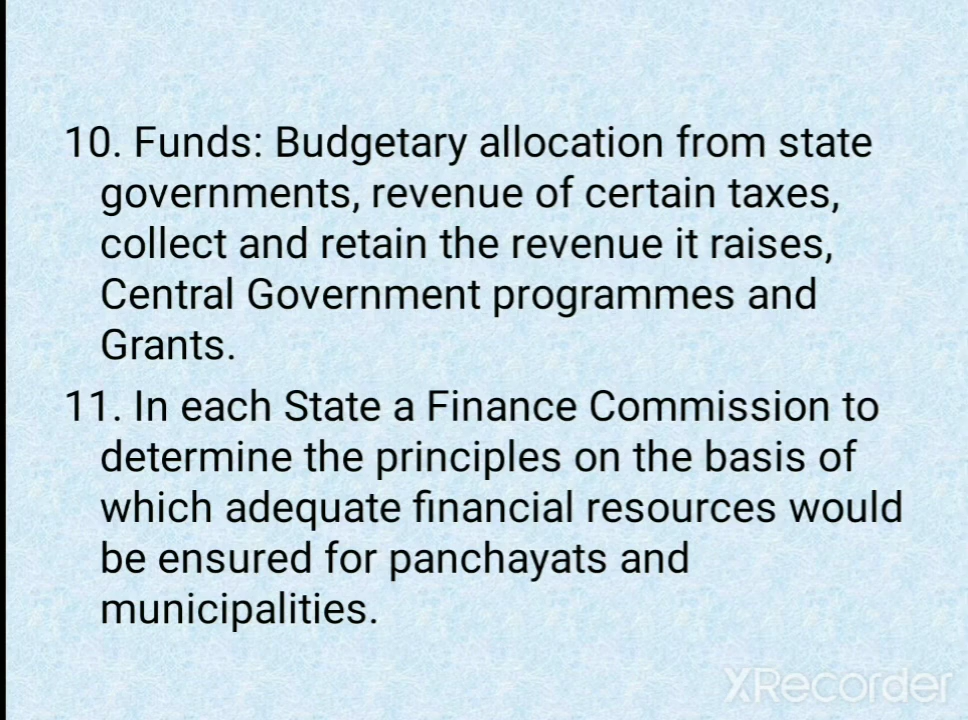 10. Funds: Budgetary allocation from state
governments, revenue of certain taxes,
collect and retain the revenue it raises,
Central Government programmes and
Grants.
11. In each State a Finance Commission to
determine the principles on the basis of
which adequate financial resources would
be ensured for panchayats and
municipalities.
XRecorder